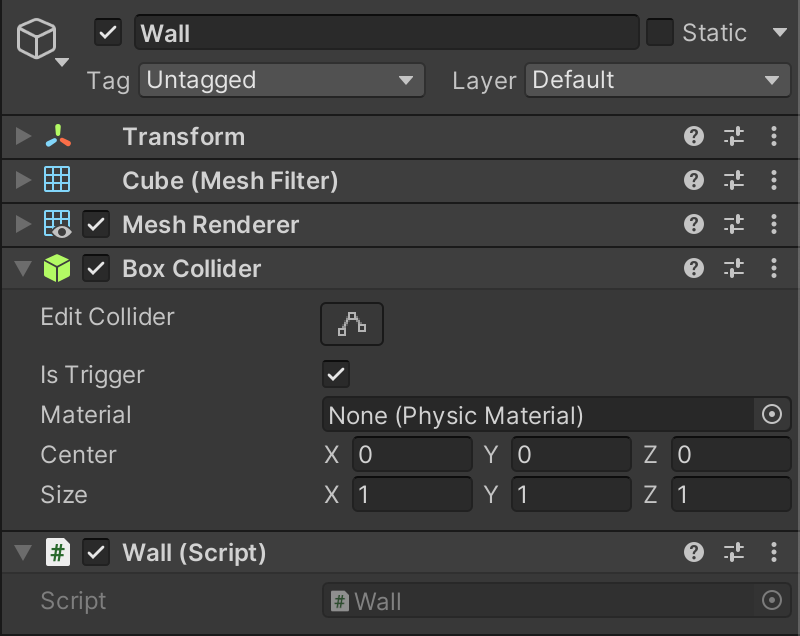 Wall Static
Tag Untagged Layer Default
Transform
Cube (Mesh Filter)
Mesh Renderer
Box Collider
Edit Collider
Is Trigger
Material None (Physic Material)
Center X 0 Y 0 Z 0
Size X 1 Y 1 Z 1
# Wall (Script)
Script # Wall